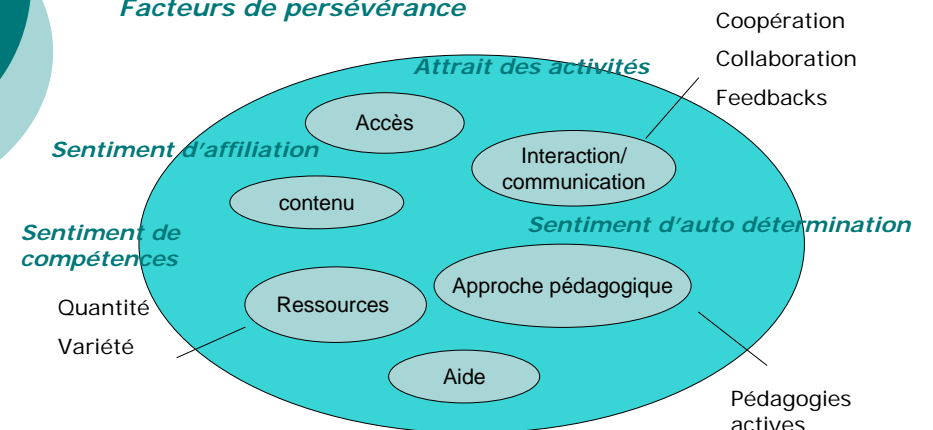 Facteurs de persévérance
Coopération
Collaboration
Feedbacks
Attrait des activités
Accès
Sentiment d'affiliation
Interaction/
communication
contenu
Sentiment d'auto détermination
Sentiment de
compétences
Approche pédagogique
Quantité
Variété
Ressources
Aide
Pédagogies
actives